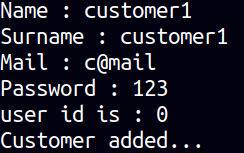 Name : customer1
Surname : customer1
Mail : c@mail
Password : 123
user id is : 0
Customer added...